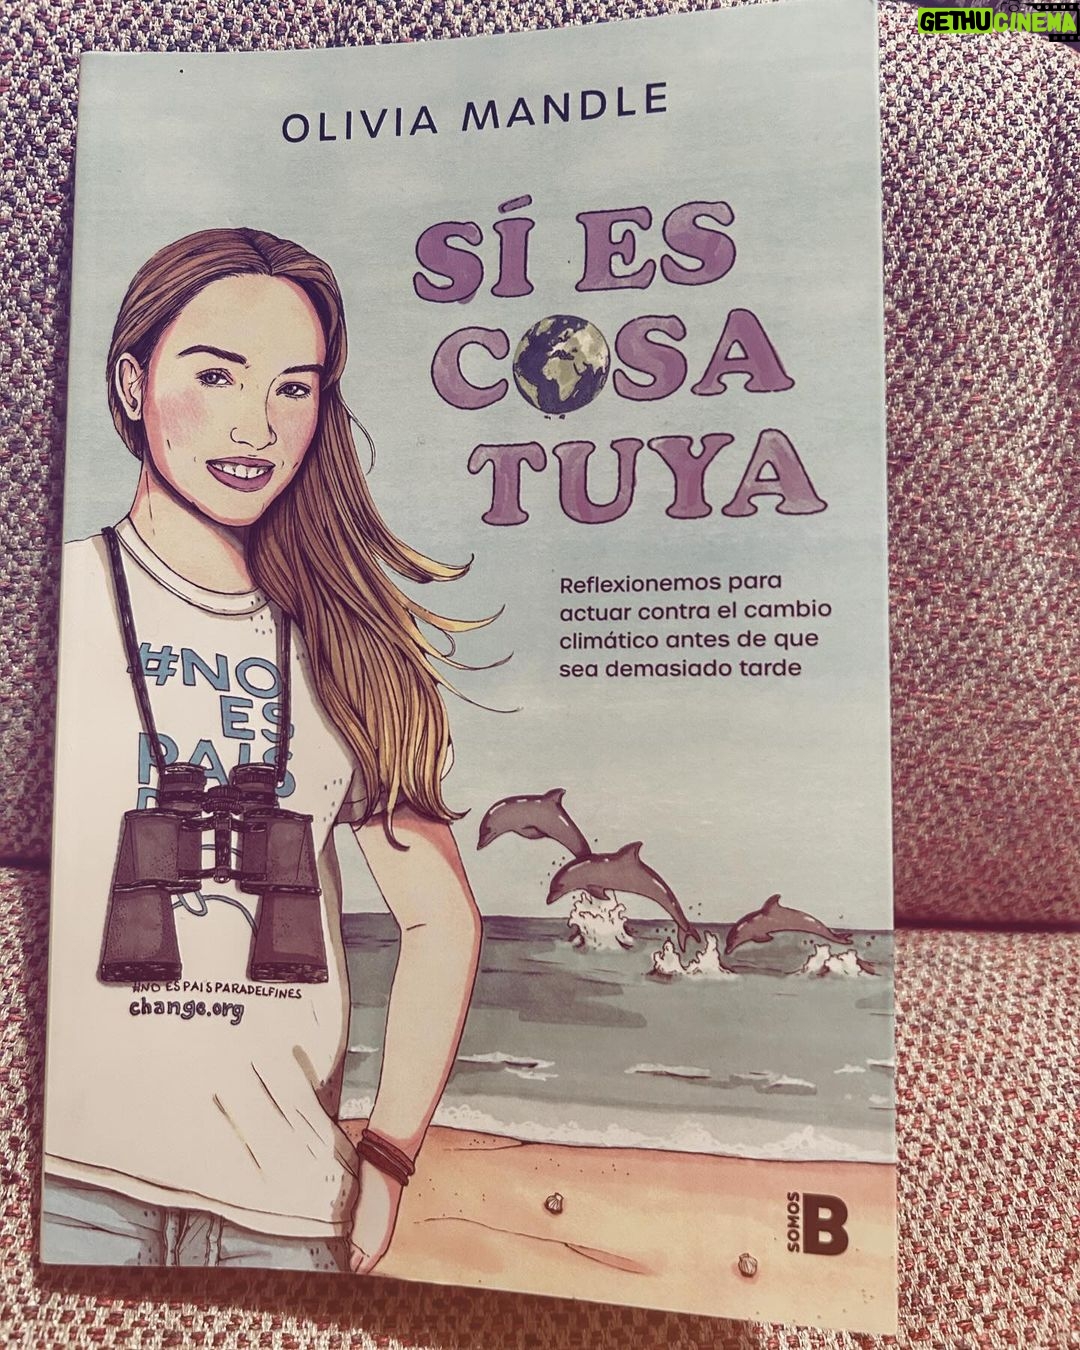 GETHUCINEMA
OLIVIA MANDLE
SÍ ES
COSA
TUYA
Reflexionemos para
actuar contra el cambio
climático antes de que
sea demasiado tarde
#NO
ES
PAIS
#NOESPAISPARADELFINES
change.org
SOMOS
B